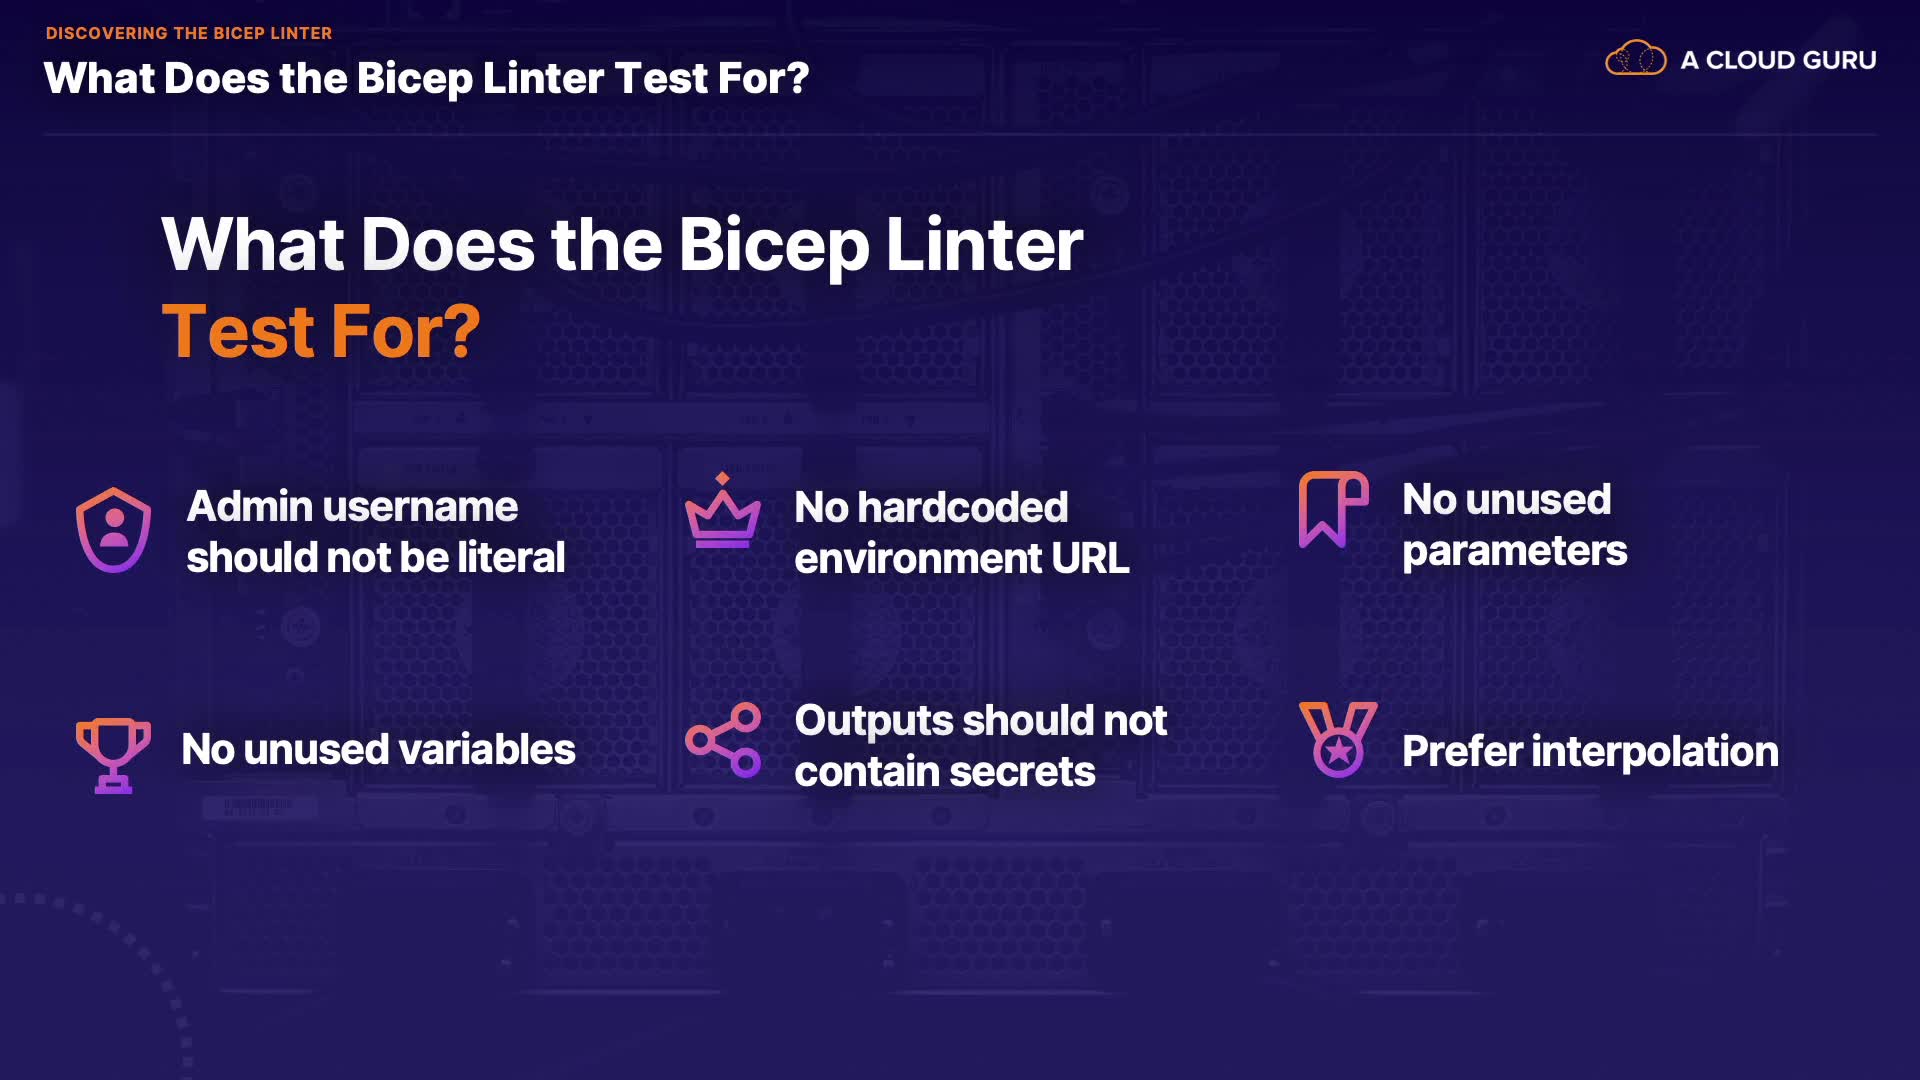 DISCOVERING THE BICEP LINTER
What Does the Bicep Linter Test For?
A CLOUD GURU
What Does the Bicep Linter
Test For?
Admin username
should not be literal
No hardcoded
environment URL
No unused
parameters
No unused variables
Outputs should not
contain secrets
Prefer interpolation